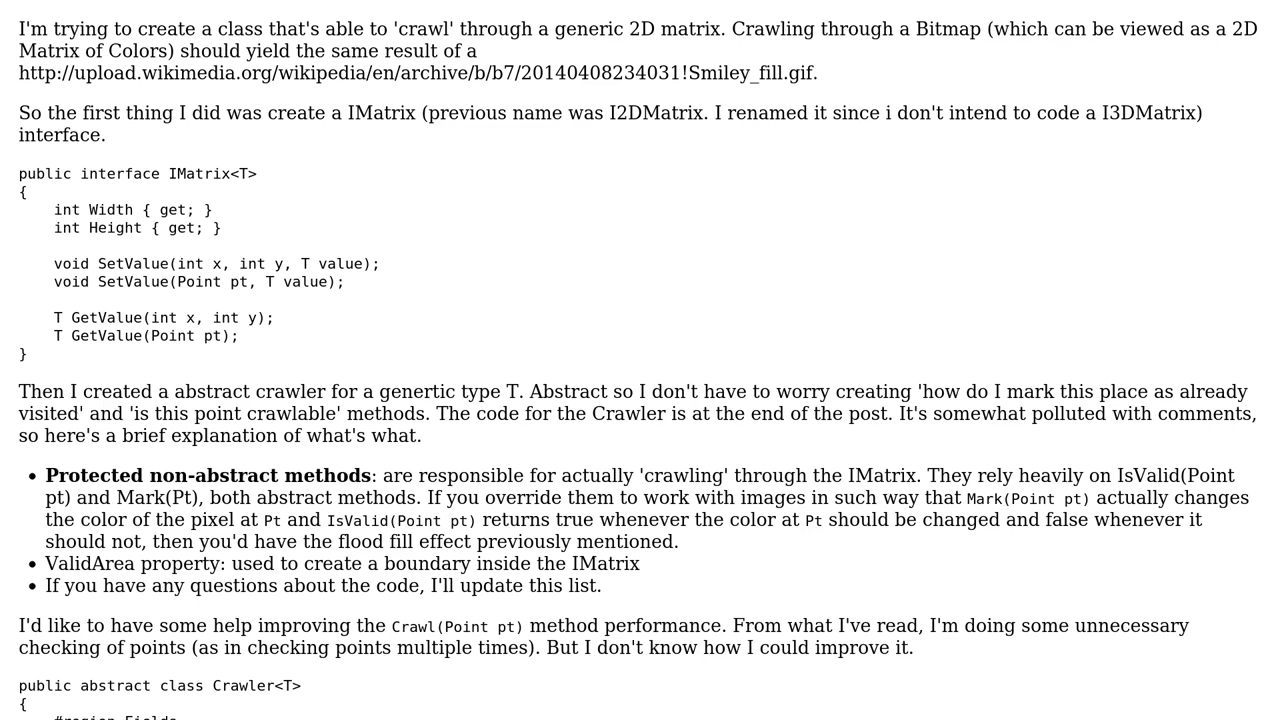 I'm trying to create a class that's able to 'crawl' through a generic 2D matrix. Crawling through a Bitmap (which can be viewed as a 2D
Matrix of Colors) should yield the same result of a
http://upload.wikimedia.org/wikipedia/en/archive/b/b7/20140408234031!Smiley_fill.gif.
So the first thing I did was create a IMatrix (previous name was I2DMatrix. I renamed it since i don't intend to code a I3DMatrix)
interface.
public interface IMatrix<T>
{
    int Width { get; }
    int Height { get; }
    void SetValue(int x, int y, T value);
    void SetValue(Point pt, T value);
    T GetValue(int x, int y);
    T GetValue(Point pt);
}
Then I created a abstract crawler for a genertic type T. Abstract so I don't have to worry creating 'how do I mark this place as already
visited' and 'is this point crawlable' methods. The code for the Crawler is at the end of the post. It's somewhat polluted with comments,
so here's a brief explanation of what's what.
• Protected non-abstract methods: are responsible for actually 'crawling' through the IMatrix. They rely heavily on IsValid(Point
pt) and Mark(Pt), both abstract methods. If you override them to work with images in such way that Mark(Point pt) actually changes
the color of the pixel at Pt and IsValid(Point pt) returns true whenever the color at Pt should be changed and false whenever it
should not, then you'd have the flood fill effect previously mentioned.
• ValidArea property: used to create a boundary inside the IMatrix
• If you have any questions about the code, I'll update this list.
I'd like to have some help improving the Crawl(Point pt) method performance. From what I've read, I'm doing some unnecessary
checking of points (as in checking points multiple times). But I don't know how I could improve it.
public abstract class Crawler<T>
{
    #region Fields